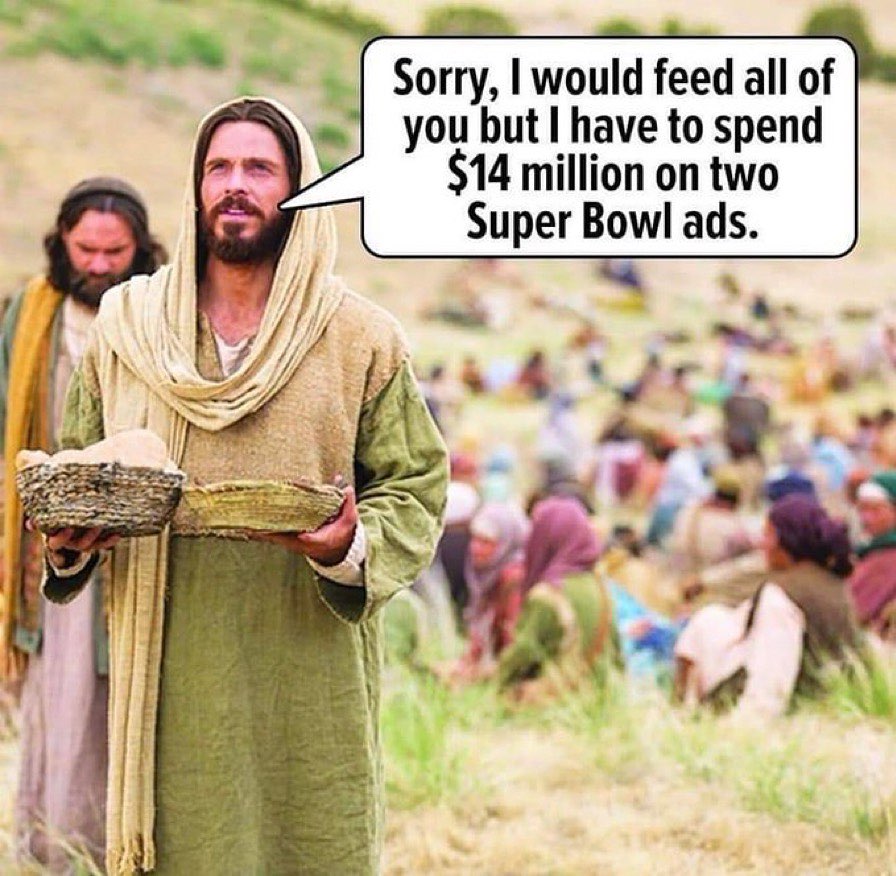 Sorry, I would feed all of
you but I have to spend
$14 million on two
Super Bowl ads.